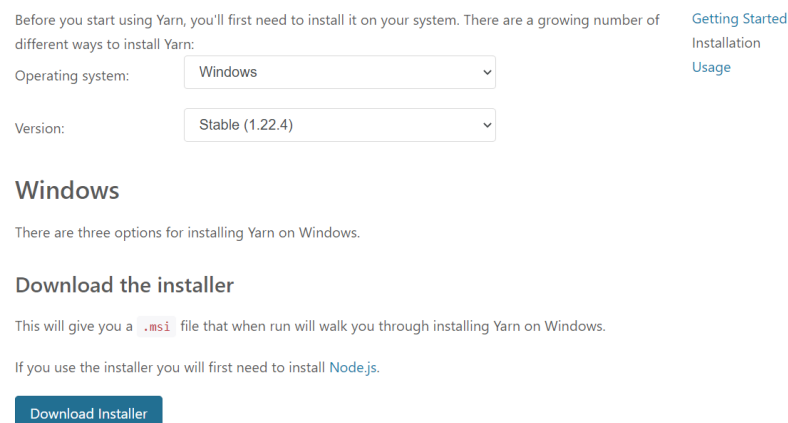 Before you start using Yarn, you'll first need to install it on your system. There are a growing number of
different ways to install Yarn:
Operating system:
Windows
Version:
Stable (1.22.4)
Windows
There are three options for installing Yarn on Windows.
Download the installer
This will give you a .msi file that when run will walk you through installing Yarn on Windows.
If you use the installer you will first need to install Node.js.
Download Installer
Getting Started
Installation
Usage